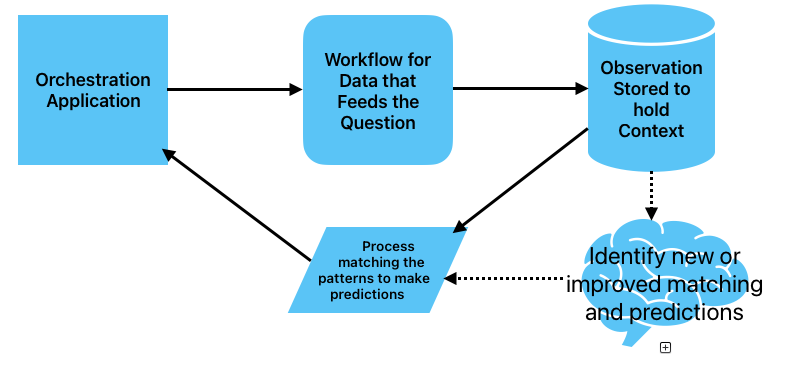 Orchestration
Application
Workflow for
Data that
Feeds the
Question
Observation
Stored to
hold
Context
Process
matching the
patterns to make
predictions
Identify new or
improved matching
and predictions